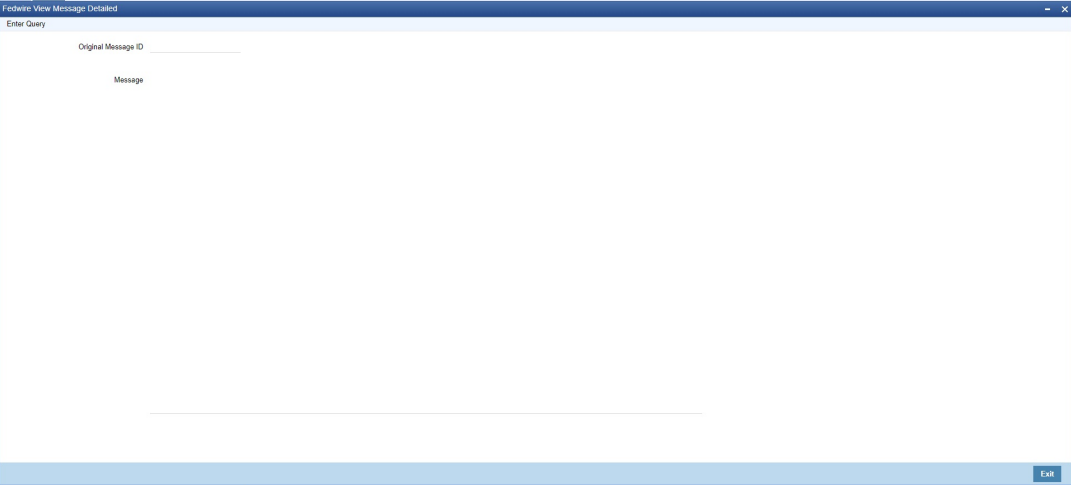 Fedwire View Message Detailed
Enter Query
Original Message ID
Message
Exit